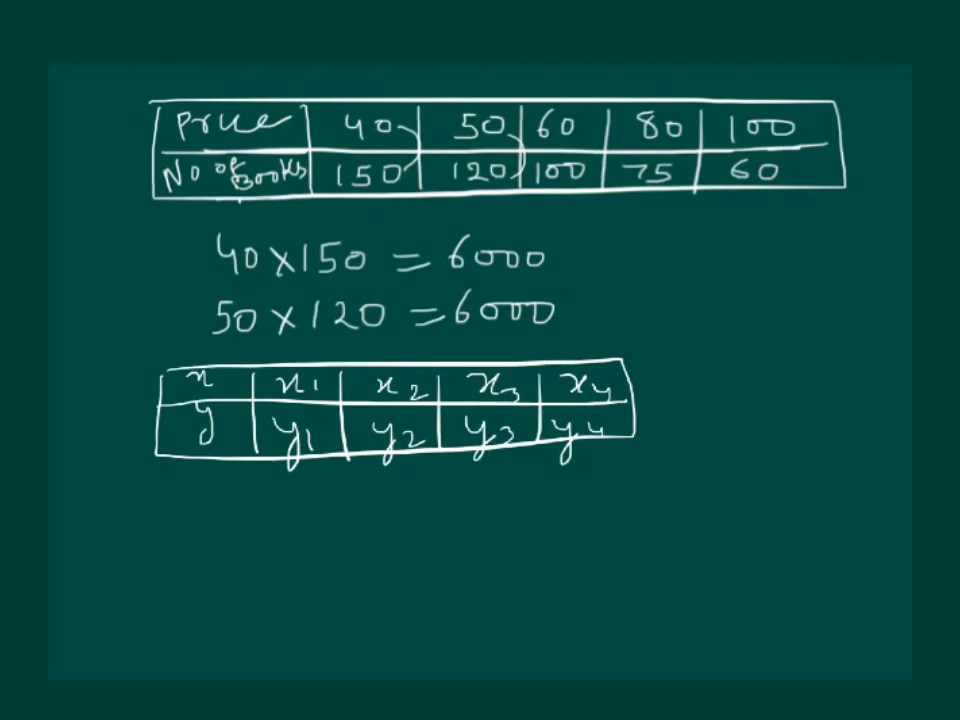 Price 40 50 60 80 100
No of Books 150 120 100 75 60
40 × 150 = 6000
50 × 120 = 6000
x x1 x2 x3 x4
y y1 y2 y3 y4